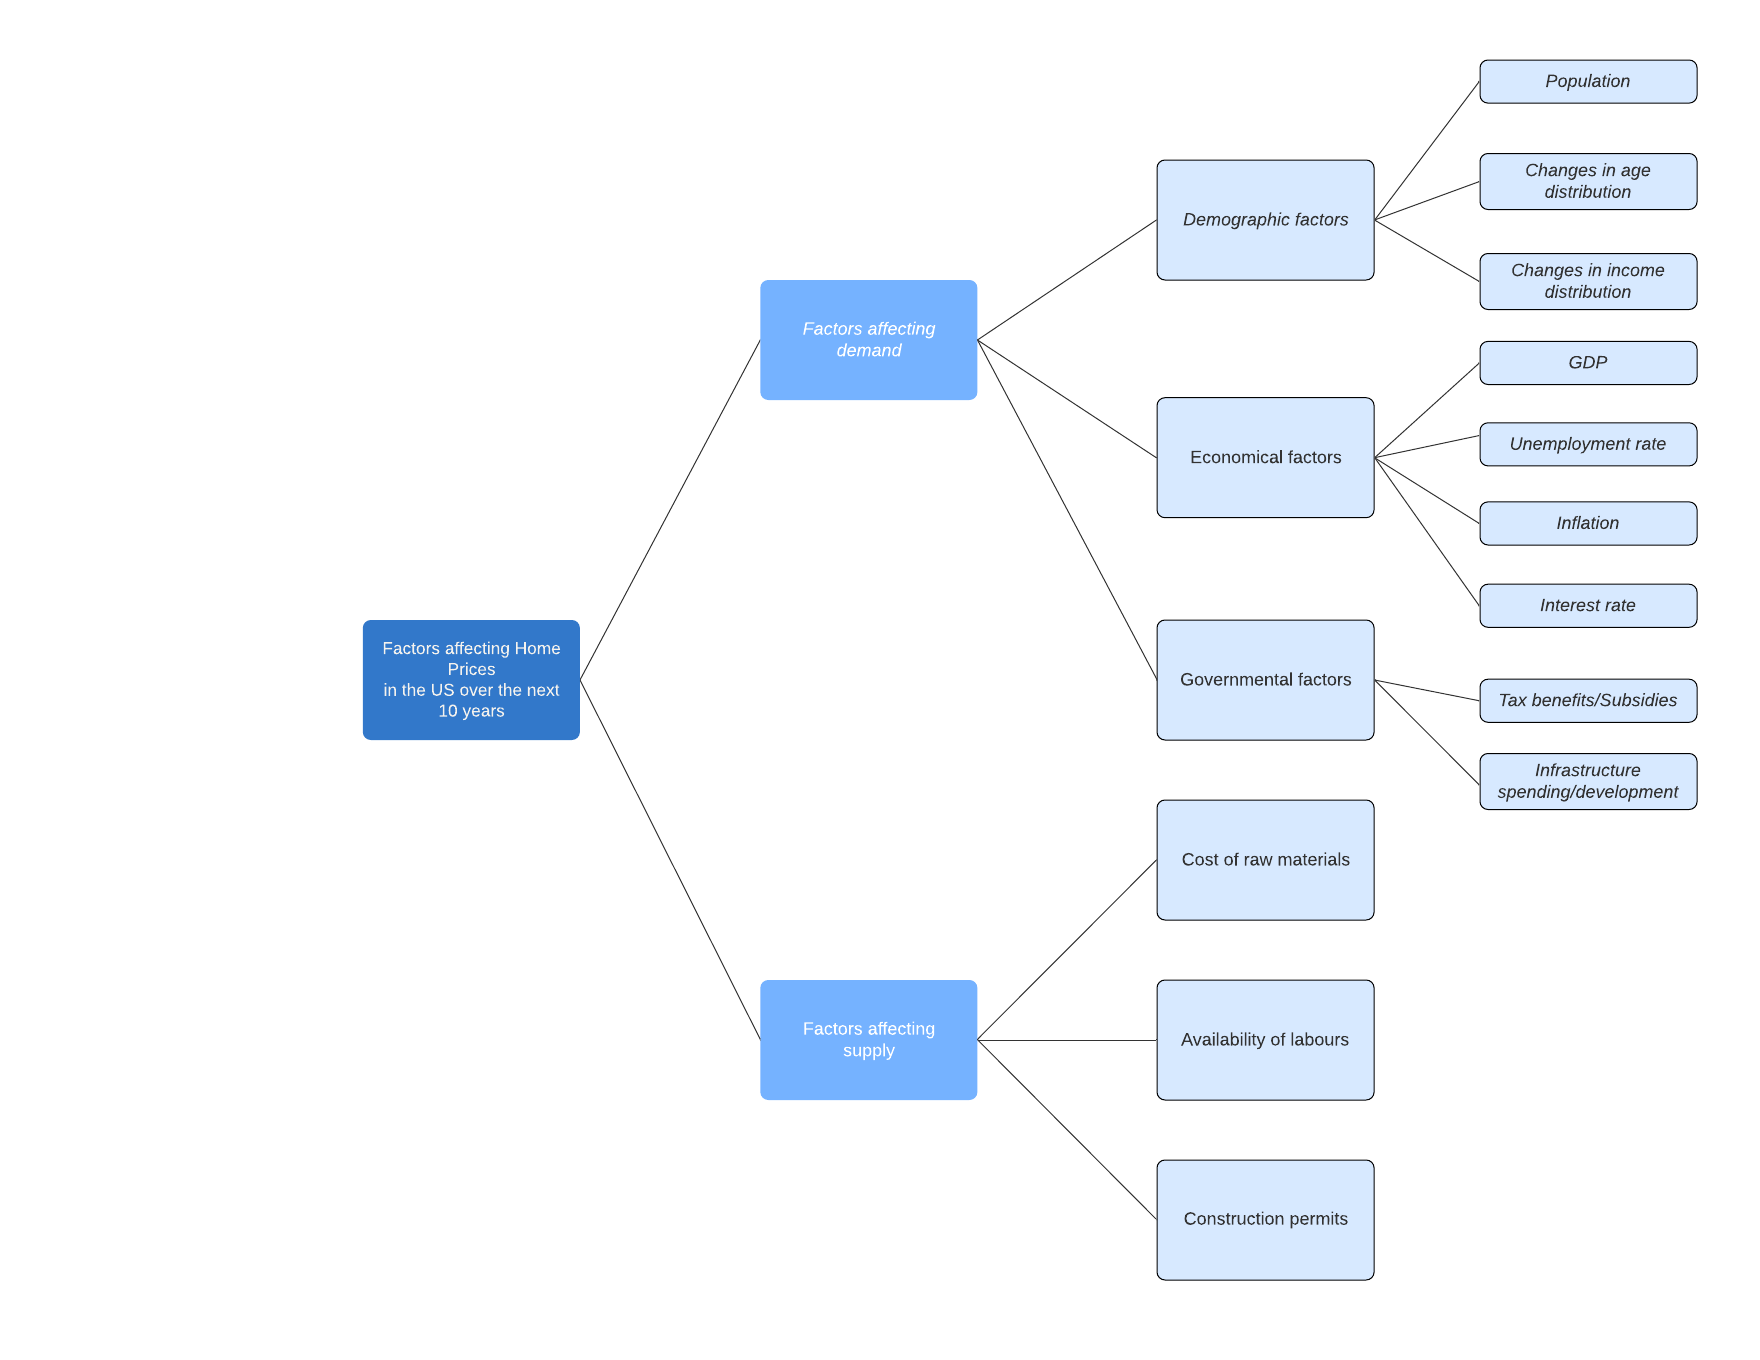 Factors affecting Home
Prices
in the US over the next
10 years
Factors affecting
demand
Demographic factors
Population
Changes in age
distribution
Changes in income
distribution
Economical factors
GDP
Unemployment rate
Inflation
Interest rate
Governmental factors
Tax benefits/Subsidies
Infrastructure
spending/development
Factors affecting
supply
Cost of raw materials
Availability of labours
Construction permits